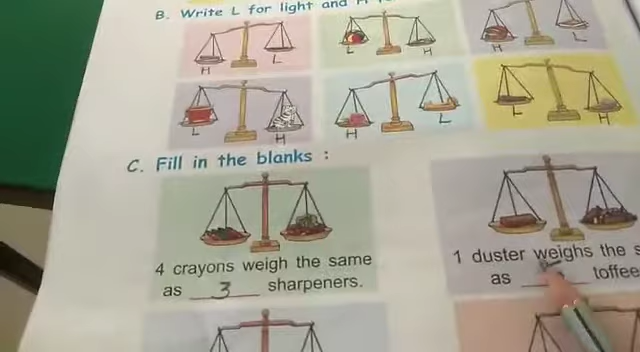 B. Write L for light and H
H
L
L
H
H
L
L
H
H
L
L
H
C. Fill in the blanks :
4 crayons weigh the same
as 3 sharpeners.
1 duster weighs the s
as toffee